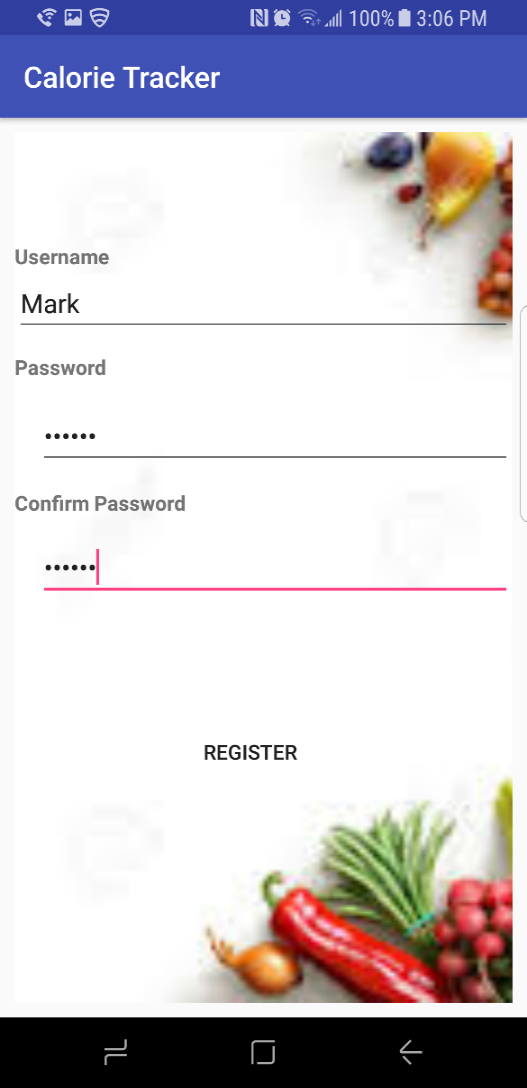 100% 3:06 PM
Calorie Tracker
Username
Mark
Password
••••••
Confirm Password
••••••
REGISTER